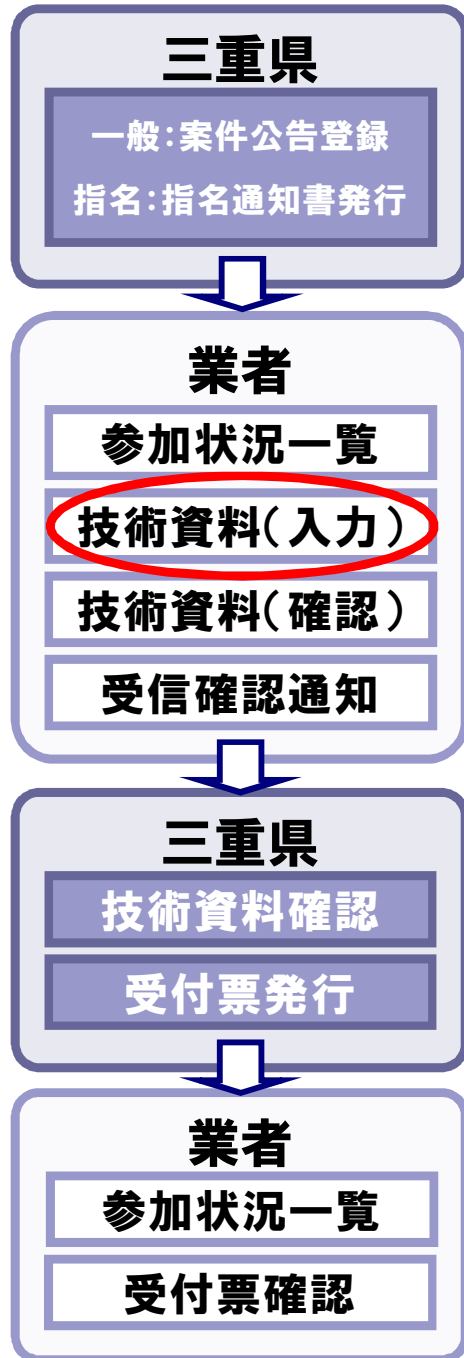 三重県
一般:案件公告登録
指名:指名通知書発行
業者
参加状況一覧
技術資料(入力)
技術資料(確認)
受信確認通知
三重県
技術資料確認
受付票発行
業者
参加状況一覧
受付票確認